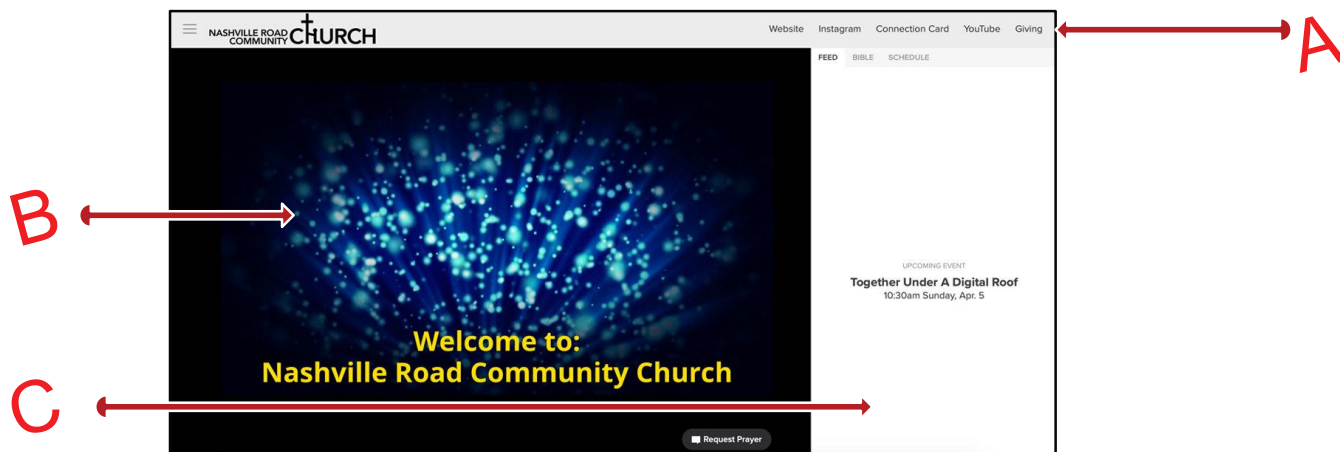 NASHVILLE ROAD
COMMUNITY CHURCH
Website Instagram Connection Card YouTube Giving
A
FEED BIBLE SCHEDULE
B
UPCOMING EVENT
Together Under A Digital Roof
10:30am Sunday, Apr. 5
Welcome to:
Nashville Road Community Church
C
Request Prayer